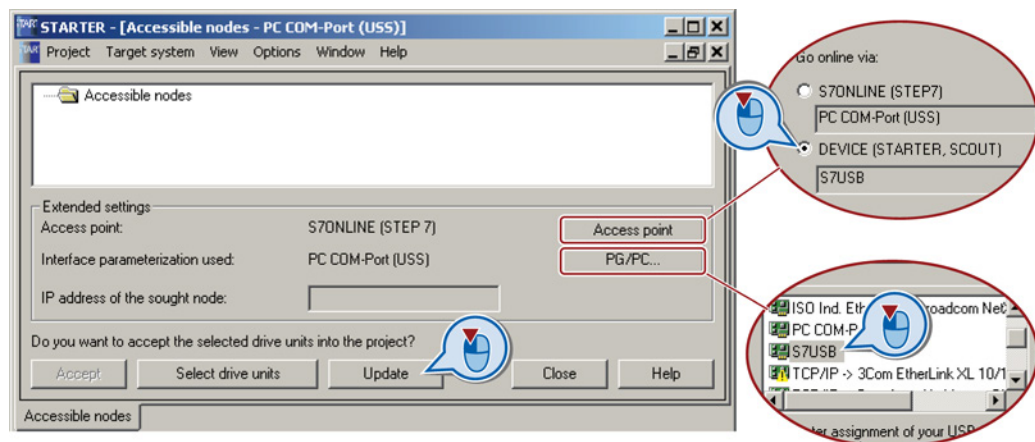 STARTER - [Accessible nodes - PC COM-Port (USS)]
Project Target system View Options Window Help
Accessible nodes
Extended settings
Access point: S7ONLINE (STEP 7) Access point
Interface parameterization used: PC COM-Port (USS) PG/PC...
IP address of the sought node:
Do you want to accept the selected drive units into the project?
Accept Select drive units Update Close Help
Accessible nodes
Go online via:
S7ONLINE (STEP7)
PC COM-Port (USS)
DEVICE (STARTER, SCOUT)
S7USB
ISO Ind.
PC COM-P
S7USB
TCP/IP -> 3Com EtherLink XL 10/1
assignment of your USB